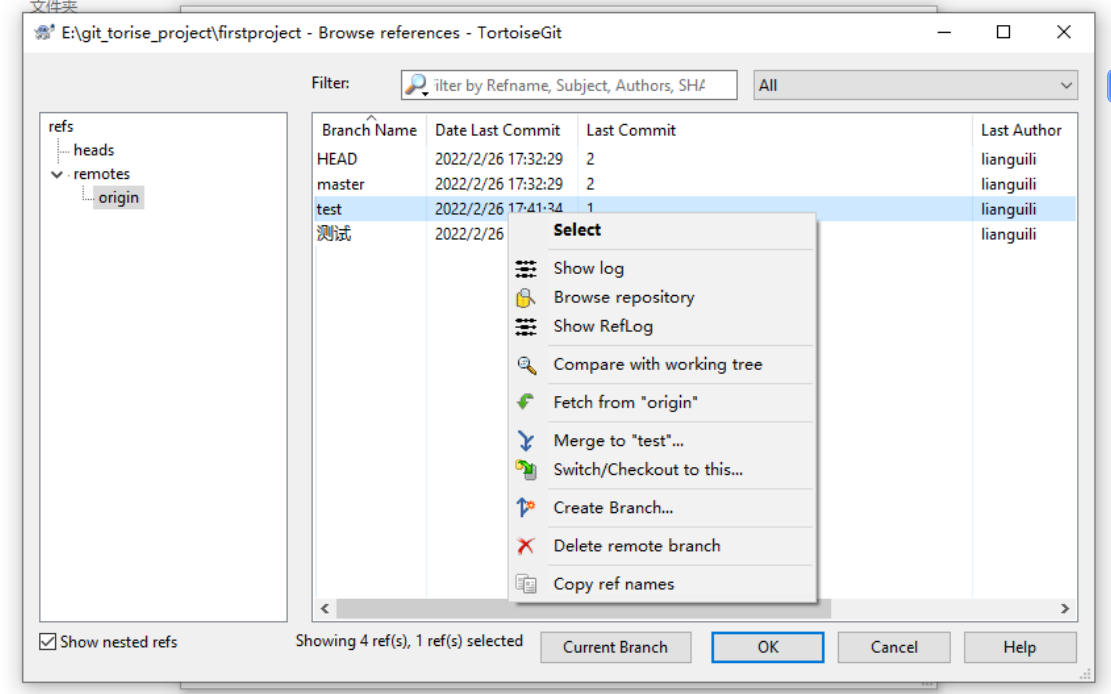 文件夹
E:\git_torise_project\firstproject - Browse references - TortoiseGit
Filter: Filter by Refname, Subject, Authors, SHA All
refs
heads
remotes
origin
Branch Name Date Last Commit Last Commit Last Author
HEAD 2022/2/26 17:32:29 2 lianguili
master 2022/2/26 17:32:29 2 lianguili
test 2022/2/26 17:41:34 1 lianguili
测试 2022/2/26 lianguili
Select
Show log
Browse repository
Show RefLog
Compare with working tree
Fetch from "origin"
Merge to "test"...
Switch/Checkout to this...
Create Branch...
Delete remote branch
Copy ref names
Show nested refs
Showing 4 ref(s), 1 ref(s) selected
Current Branch OK Cancel Help